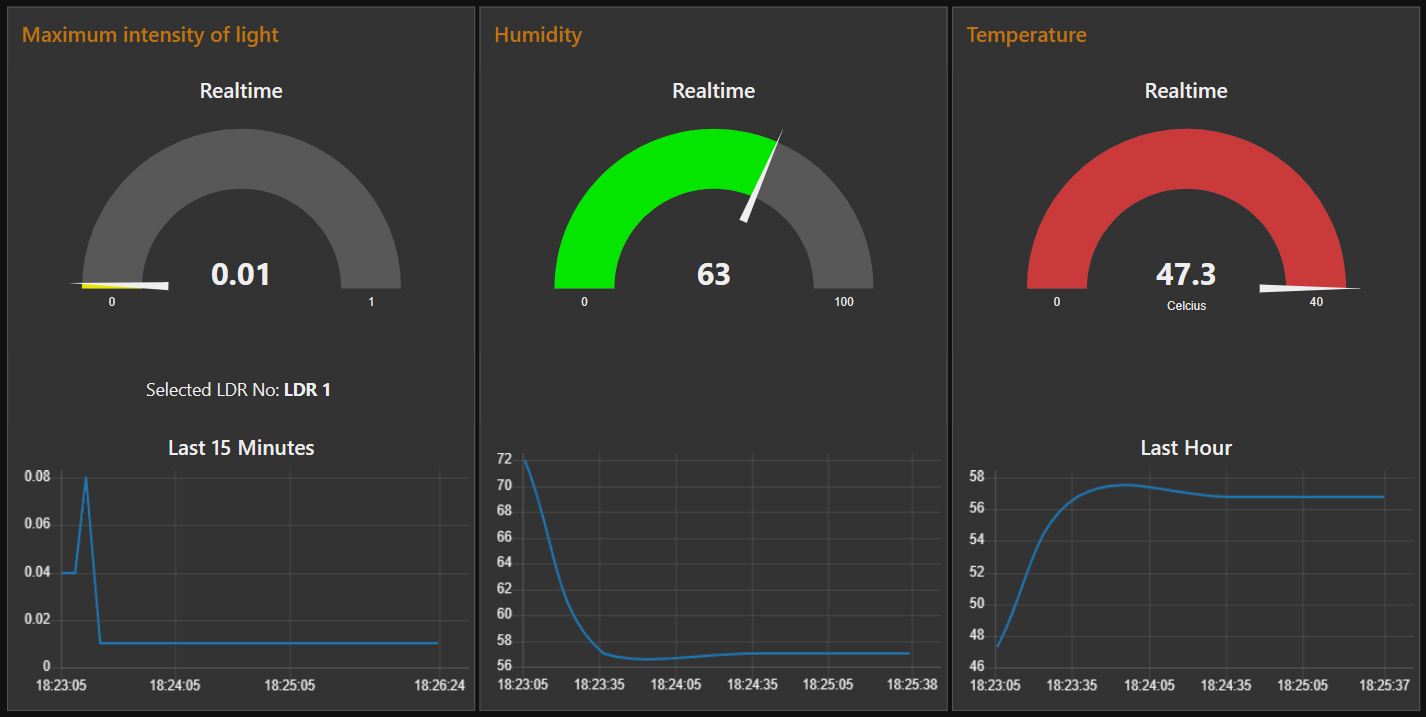 Maximum intensity of light
Realtime
0.01
0 1
Selected LDR No: LDR 1
Last 15 Minutes
0.08
0.06
0.04
0.02
0
18:23:05 18:24:05 18:25:05 18:26:24
Humidity
Realtime
63
0 100
72
70
68
66
64
62
60
58
56
18:23:05 18:23:35 18:24:05 18:24:35 18:25:05 18:25:38
Temperature
Realtime
47.3
0 Celcius 40
Last Hour
58
56
54
52
50
48
46
18:23:05 18:23:35 18:24:05 18:24:35 18:25:05 18:25:37